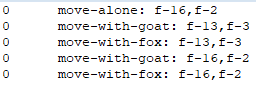 0 move-alone: f-16,f-2
0 move-with-goat: f-13,f-3
0 move-with-fox: f-13,f-3
0 move-with-goat: f-16,f-2
0 move-with-fox: f-16,f-2